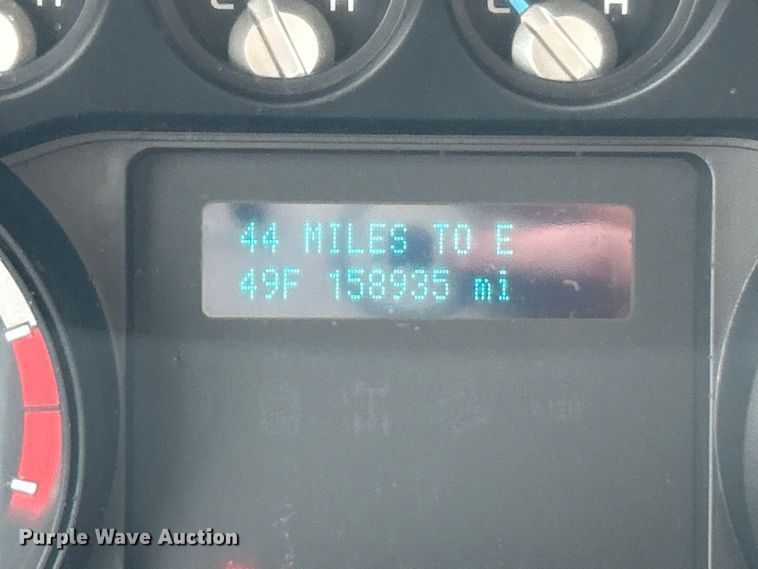 H
C H
C H
44 MILES TO E
49F 158935 mi
Purple Wave Auction